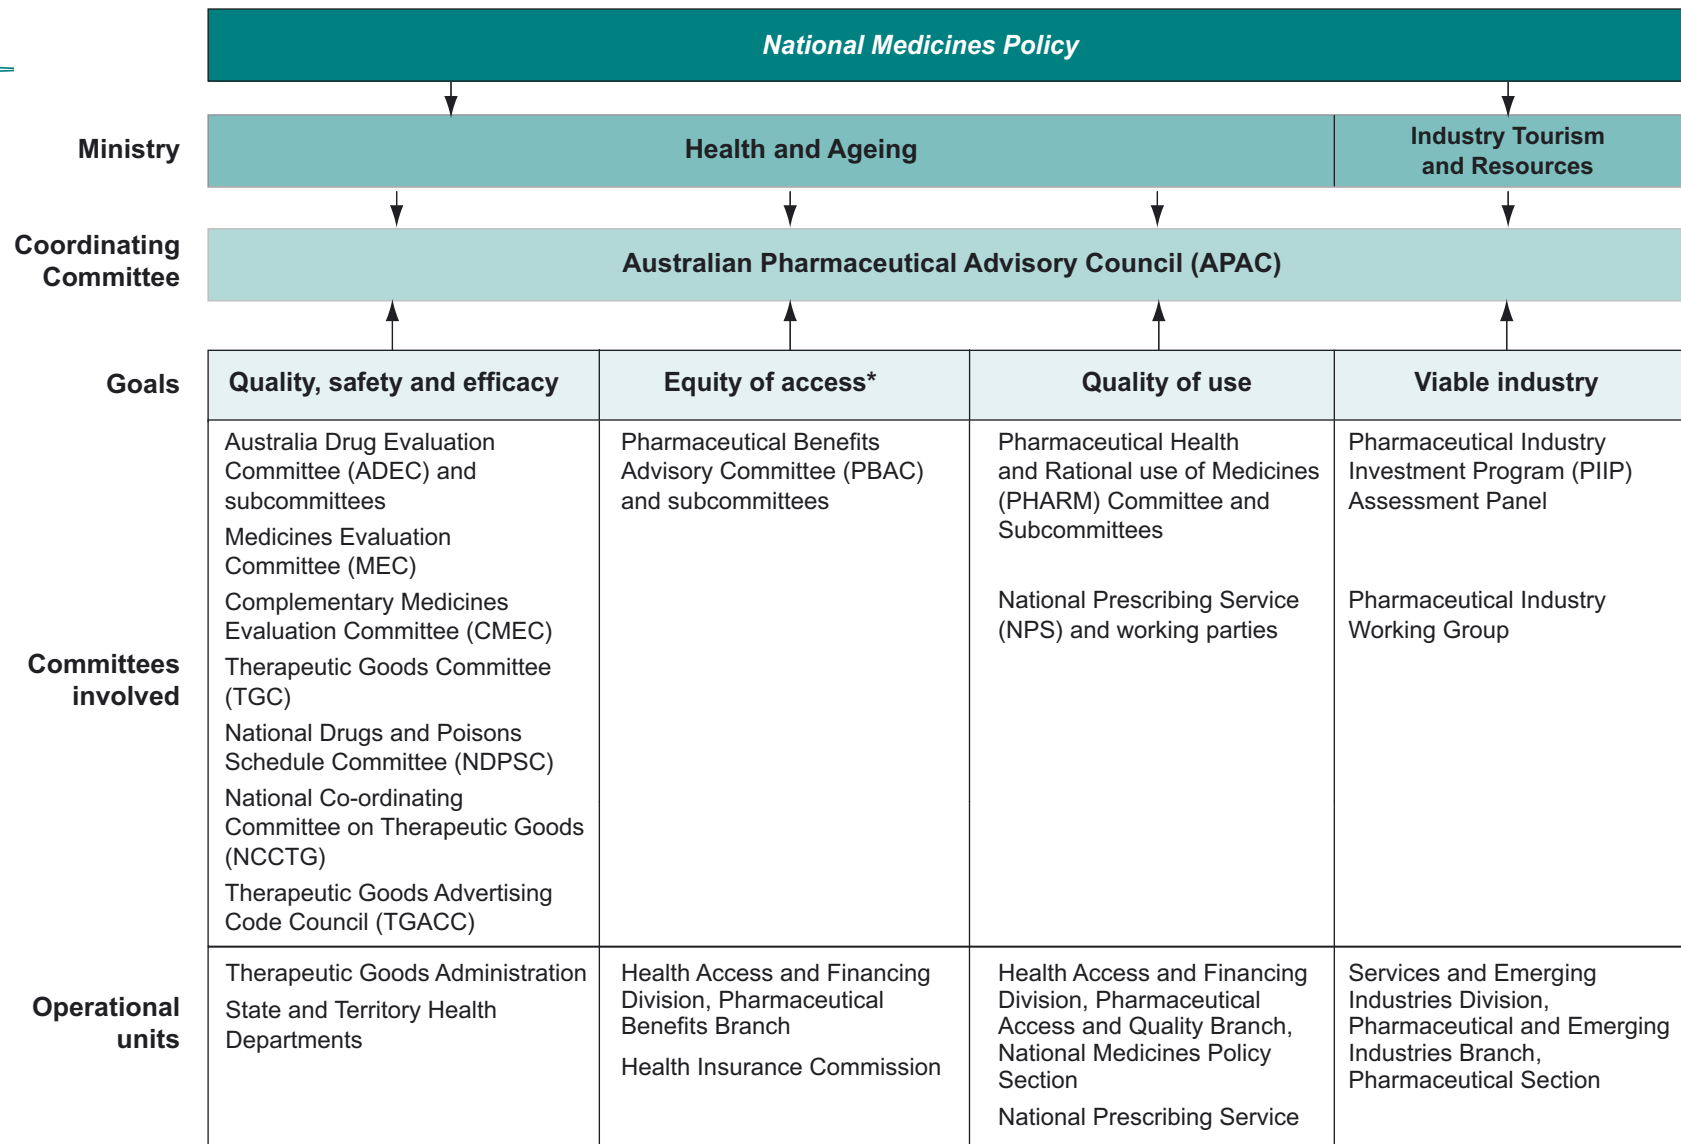 National Medicines Policy
Ministry
Health and Ageing
Industry Tourism
and Resources
Coordinating
Committee
Australian Pharmaceutical Advisory Council (APAC)
Goals
Quality, safety and efficacy
Equity of access*
Quality of use
Viable industry
Committees
involved
Australia Drug Evaluation
Committee (ADEC) and
subcommittees
Medicines Evaluation
Committee (MEC)
Complementary Medicines
Evaluation Committee (CMEC)
Therapeutic Goods Committee
(TGC)
National Drugs and Poisons
Schedule Committee (NDPSC)
National Co-ordinating
Committee on Therapeutic Goods
(NCCTG)
Therapeutic Goods Advertising
Code Council (TGACC)
Pharmaceutical Benefits
Advisory Committee (PBAC)
and subcommittees
Pharmaceutical Health
and Rational use of Medicines
(PHARM) Committee and
Subcommittees
National Prescribing Service
(NPS) and working parties
Pharmaceutical Industry
Investment Program (PIIP)
Assessment Panel
Pharmaceutical Industry
Working Group
Operational
units
Therapeutic Goods Administration
State and Territory Health
Departments
Health Access and Financing
Division, Pharmaceutical
Benefits Branch
Health Insurance Commission
Health Access and Financing
Division, Pharmaceutical
Access and Quality Branch,
National Medicines Policy
Section
National Prescribing Service
Services and Emerging
Industries Division,
Pharmaceutical and Emerging
Industries Branch,
Pharmaceutical Section